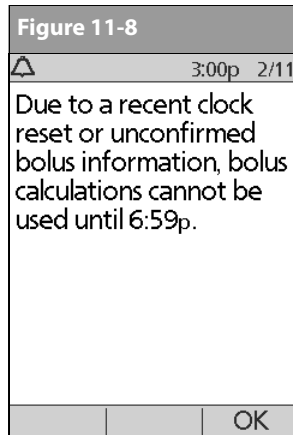 Figure 11-8
3:00p 2/11
Due to a recent clock
reset or unconfirmed
bolus information, bolus
calculations cannot be
used until 6:59p.
OK